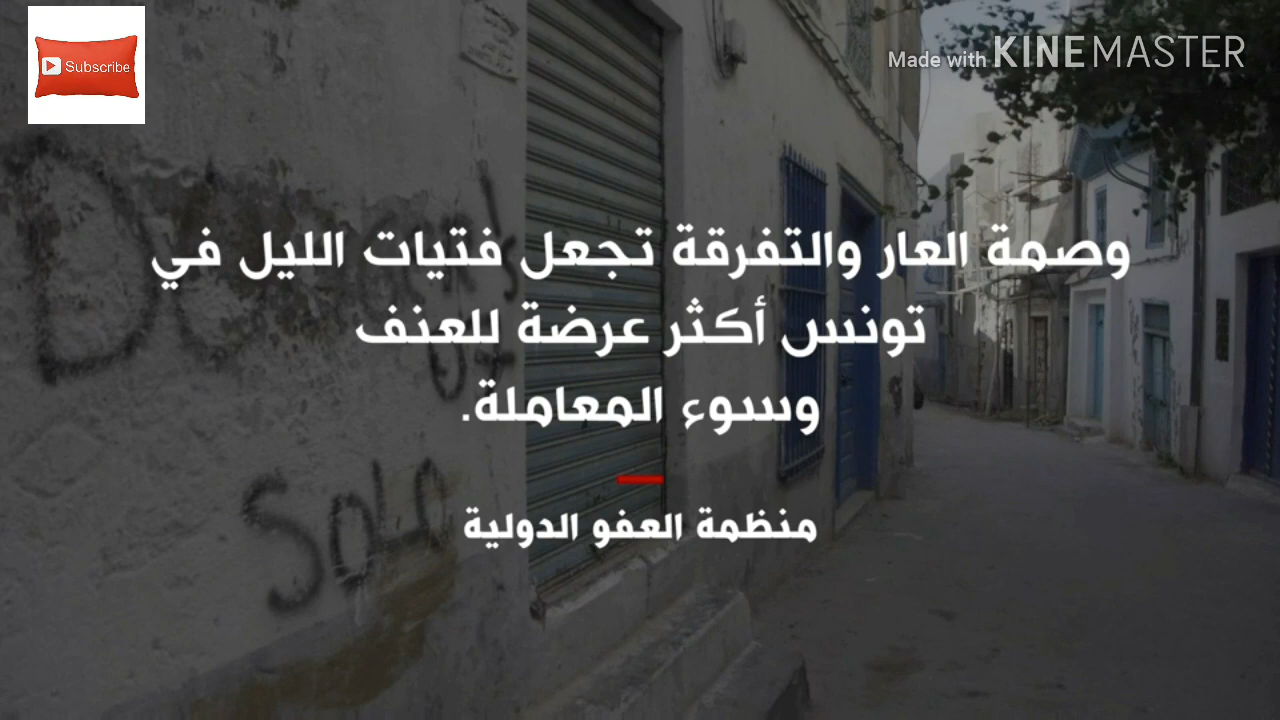 Subscribe
Made with KINEMASTER
وصمة العار والتفرقة تجعل فتيات الليل في
تونس أكثر عرضة للعنف
وسوء المعاملة.
منظمة العفو الدولية
Solo